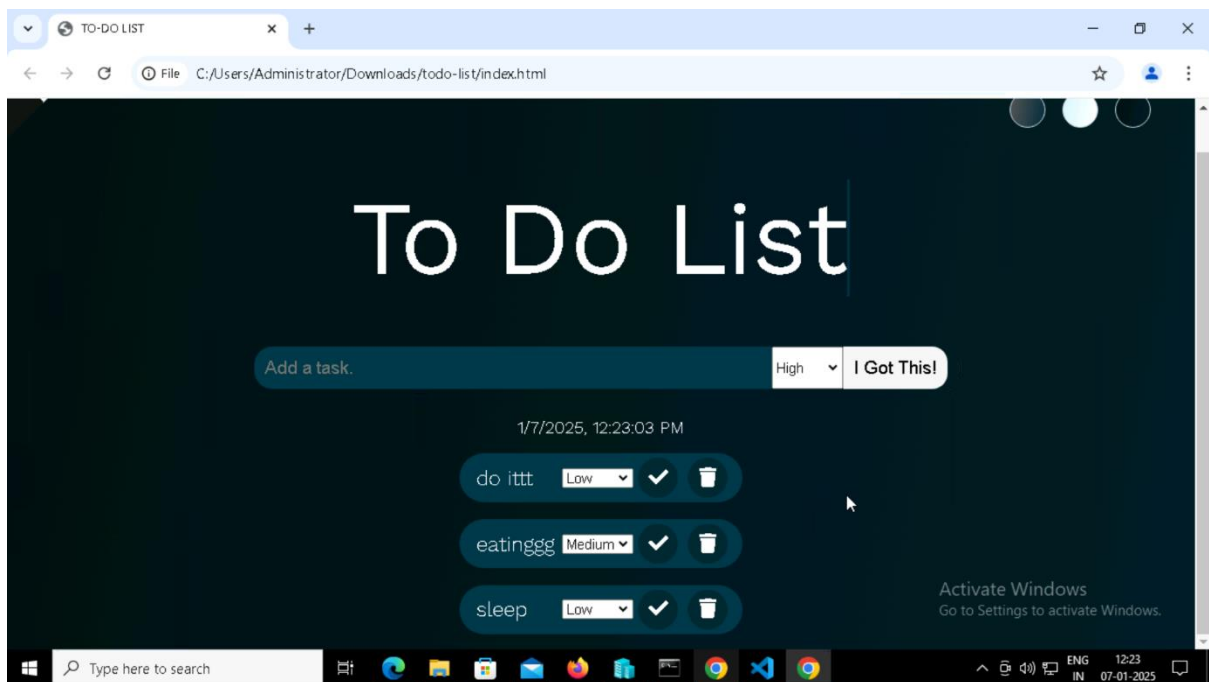 TO-DO LIST
File C:/Users/Administrator/Downloads/todo-list/index.html
To Do List
Add a task. High I Got This!
1/7/2025, 12:23:03 PM
do ittt Low
eatinggg Medium
sleep Low
Activate Windows
Go to Settings to activate Windows.
Type here to search
ENG 12:23
IN 07-01-2025